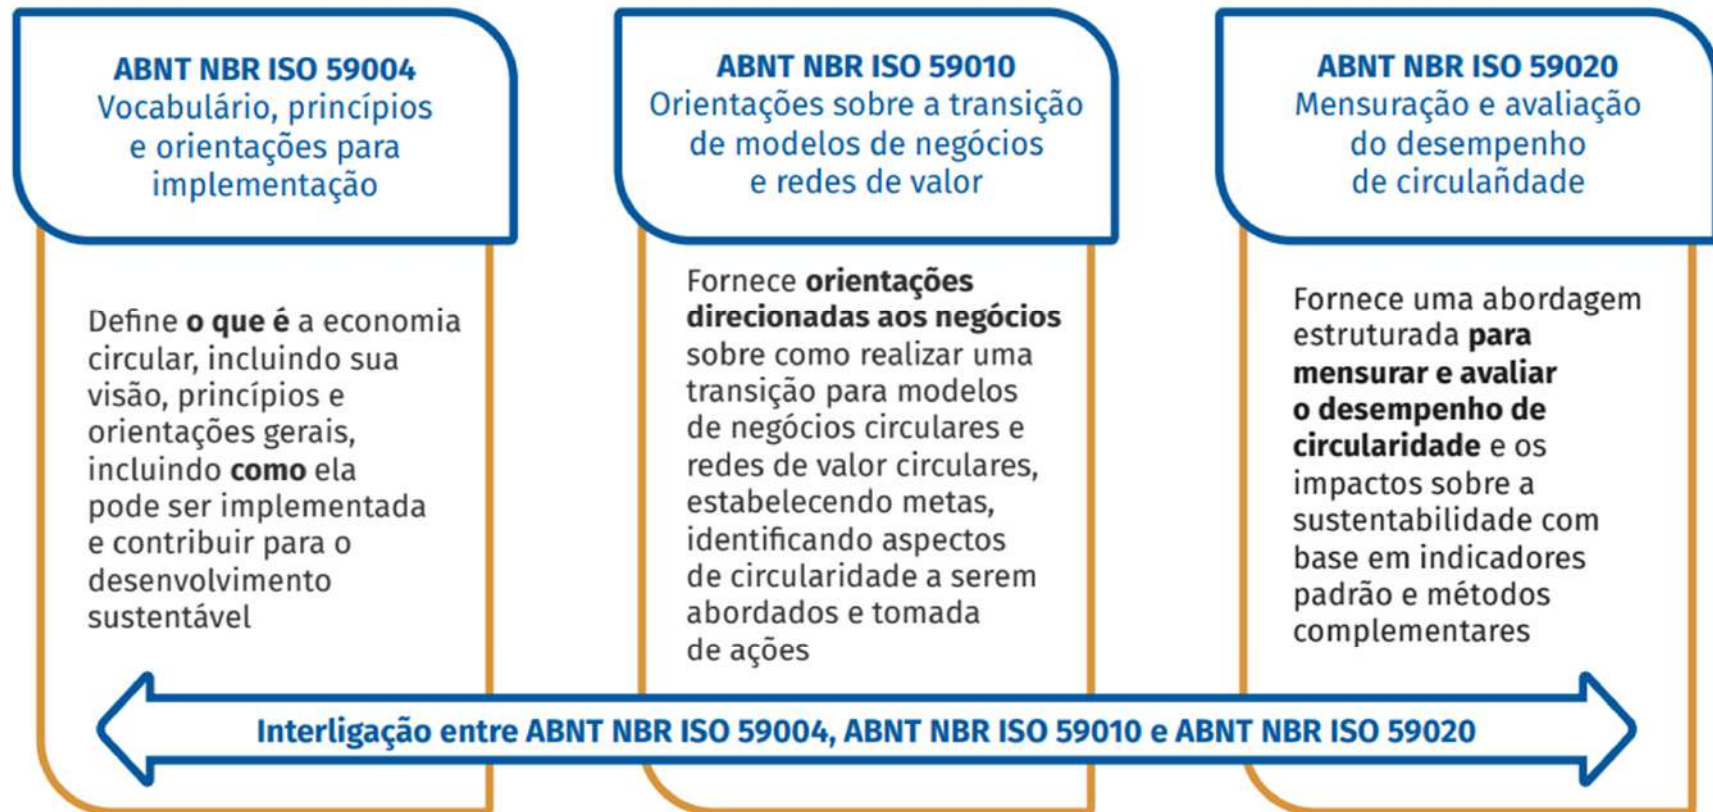 ABNT NBR ISO 59004
Vocabulário, princípios
e orientações para
implementação
Define o que é a economia
circular, incluindo sua
visão, princípios e
orientações gerais,
incluindo como ela
pode ser implementada
e contribuir para o
desenvolvimento
sustentável
ABNT NBR ISO 59010
Orientações sobre a transição
de modelos de negócios
e redes de valor
Fornece orientações
direcionadas aos negócios
sobre como realizar uma
transição para modelos
de negócios circulares e
redes de valor circulares,
estabelecendo metas,
identificando aspectos
de circularidade a serem
abordados e tomada
de ações
ABNT NBR ISO 59020
Mensuração e avaliação
do desempenho
de circulañdade
Fornece uma abordagem
estruturada para
mensurar e avaliar
o desempenho de
circularidade e os
impactos sobre a
sustentabilidade com
base em indicadores
padrão e métodos
complementares
Interligação entre ABNT NBR ISO 59004, ABNT NBR ISO 59010 e ABNT NBR ISO 59020